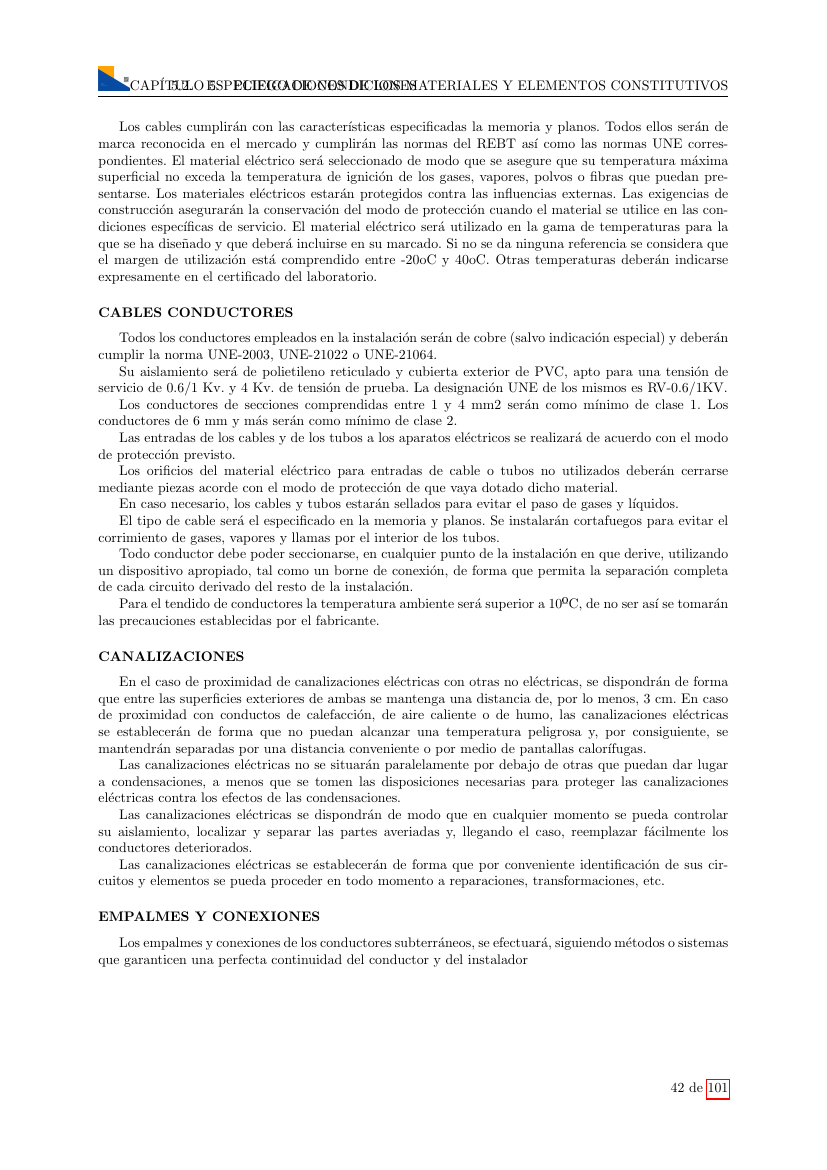 CAPÍTULO 5. PLIEGO DE CONDICIONES
5.2. ESPECIFICACIONES DE MATERIALES Y ELEMENTOS CONSTITUTIVOS
Los cables cumplirán con las características especificadas la memoria y planos. Todos ellos serán de
marca reconocida en el mercado y cumplirán las normas del REBT así como las normas UNE corres-
pondientes. El material eléctrico será seleccionado de modo que se asegure que su temperatura máxima
superficial no exceda la temperatura de ignición de los gases, vapores, polvos o fibras que puedan pre-
sentarse. Los materiales eléctricos estarán protegidos contra las influencias externas. Las exigencias de
construcción asegurarán la conservación del modo de protección cuando el material se utilice en las con-
diciones específicas de servicio. El material eléctrico será utilizado en la gama de temperaturas para la
que se ha diseñado y que deberá incluirse en su marcado. Si no se da ninguna referencia se considera que
el margen de utilización está comprendido entre -20oC y 40oC. Otras temperaturas deberán indicarse
expresamente en el certificado del laboratorio.
CABLES CONDUCTORES
Todos los conductores empleados en la instalación serán de cobre (salvo indicación especial) y deberán
cumplir la norma UNE-2003, UNE-21022 o UNE-21064.
Su aislamiento será de polietileno reticulado y cubierta exterior de PVC, apto para una tensión de
servicio de 0.6/1 Kv. y 4 Kv. de tensión de prueba. La designación UNE de los mismos es RV-0.6/1KV.
Los conductores de secciones comprendidas entre 1 y 4 mm2 serán como mínimo de clase 1. Los
conductores de 6 mm y más serán como mínimo de clase 2.
Las entradas de los cables y de los tubos a los aparatos eléctricos se realizará de acuerdo con el modo
de protección previsto.
Los orificios del material eléctrico para entradas de cable o tubos no utilizados deberán cerrarse
mediante piezas acorde con el modo de protección de que vaya dotado dicho material.
En caso necesario, los cables y tubos estarán sellados para evitar el paso de gases y líquidos.
El tipo de cable será el especificado en la memoria y planos. Se instalarán cortafuegos para evitar el
corrimiento de gases, vapores y llamas por el interior de los tubos.
Todo conductor debe poder seccionarse, en cualquier punto de la instalación en que derive, utilizando
un dispositivo apropiado, tal como un borne de conexión, de forma que permita la separación completa
de cada circuito derivado del resto de la instalación.
Para el tendido de conductores la temperatura ambiente será superior a 10ºC, de no ser así se tomarán
las precauciones establecidas por el fabricante.
CANALIZACIONES
En el caso de proximidad de canalizaciones eléctricas con otras no eléctricas, se dispondrán de forma
que entre las superficies exteriores de ambas se mantenga una distancia de, por lo menos, 3 cm. En caso
de proximidad con conductos de calefacción, de aire caliente o de humo, las canalizaciones eléctricas
se establecerán de forma que no puedan alcanzar una temperatura peligrosa y, por consiguiente, se
mantendrán separadas por una distancia conveniente o por medio de pantallas calorífugas.
Las canalizaciones eléctricas no se situarán paralelamente por debajo de otras que puedan dar lugar
a condensaciones, a menos que se tomen las disposiciones necesarias para proteger las canalizaciones
eléctricas contra los efectos de las condensaciones.
Las canalizaciones eléctricas se dispondrán de modo que en cualquier momento se pueda controlar
su aislamiento, localizar y separar las partes averiadas y, llegando el caso, reemplazar fácilmente los
conductores deteriorados.
Las canalizaciones eléctricas se establecerán de forma que por conveniente identificación de sus cir-
cuitos y elementos se pueda proceder en todo momento a reparaciones, transformaciones, etc.
EMPALMES Y CONEXIONES
Los empalmes y conexiones de los conductores subterráneos, se efectuará, siguiendo métodos o sistemas
que garanticen una perfecta continuidad del conductor y del instalador
42 de 101